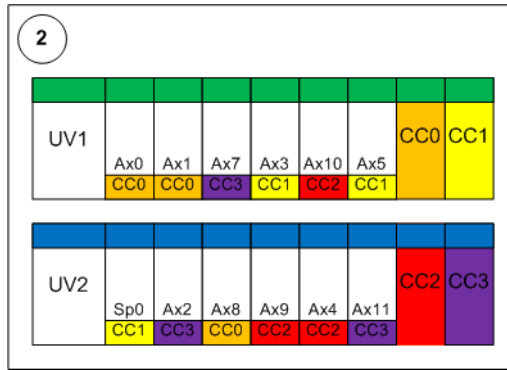 2
UV1
CC0 CC1
Ax0 Ax1 Ax7 Ax3 Ax10 Ax5
CC0 CC0 CC3 CC1 CC2 CC1
UV2
CC2 CC3
Sp0 Ax2 Ax8 Ax9 Ax4 Ax11
CC1 CC3 CC0 CC2 CC2 CC3